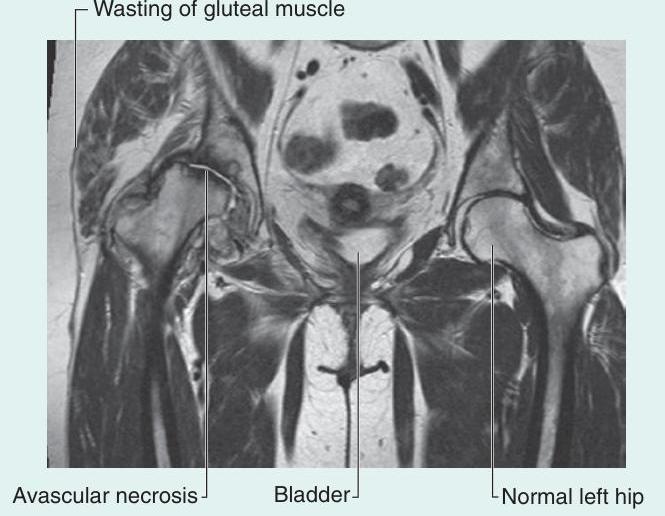 Wasting of gluteal muscle
Avascular necrosis
Bladder
Normal left hip